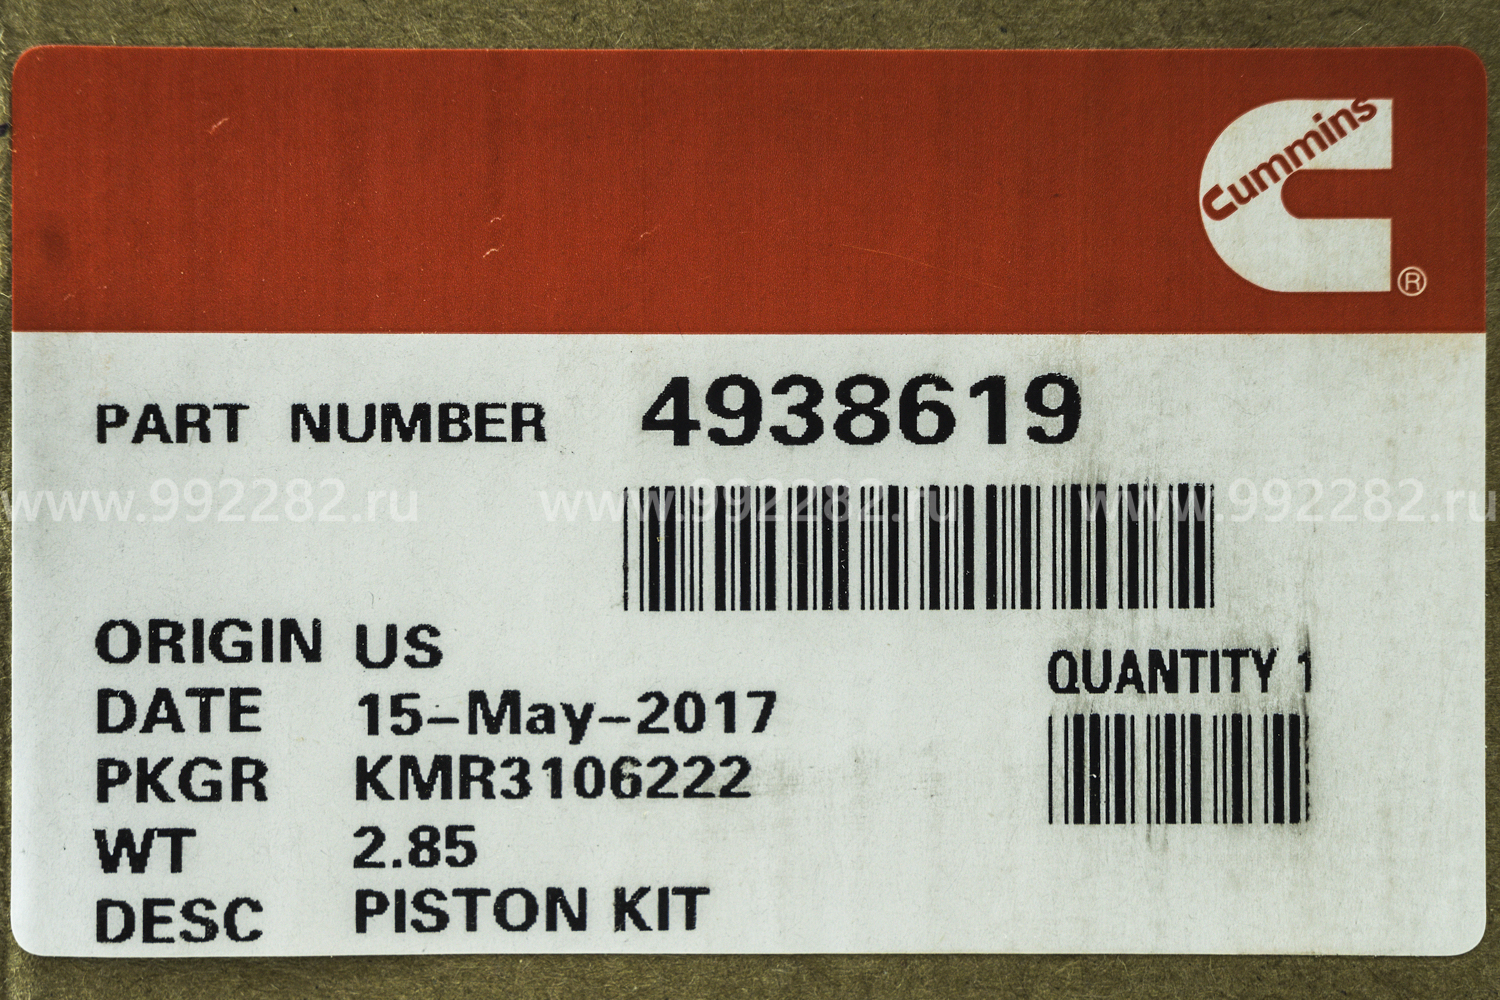 Cummins
®
PART NUMBER 4938619
www.992282.ru www.992282.ru www.992282.ru
ORIGIN US
QUANTITY 1
DATE 15-May-2017
PKGR KMR3106222
WT 2.85
DESC PISTON KIT